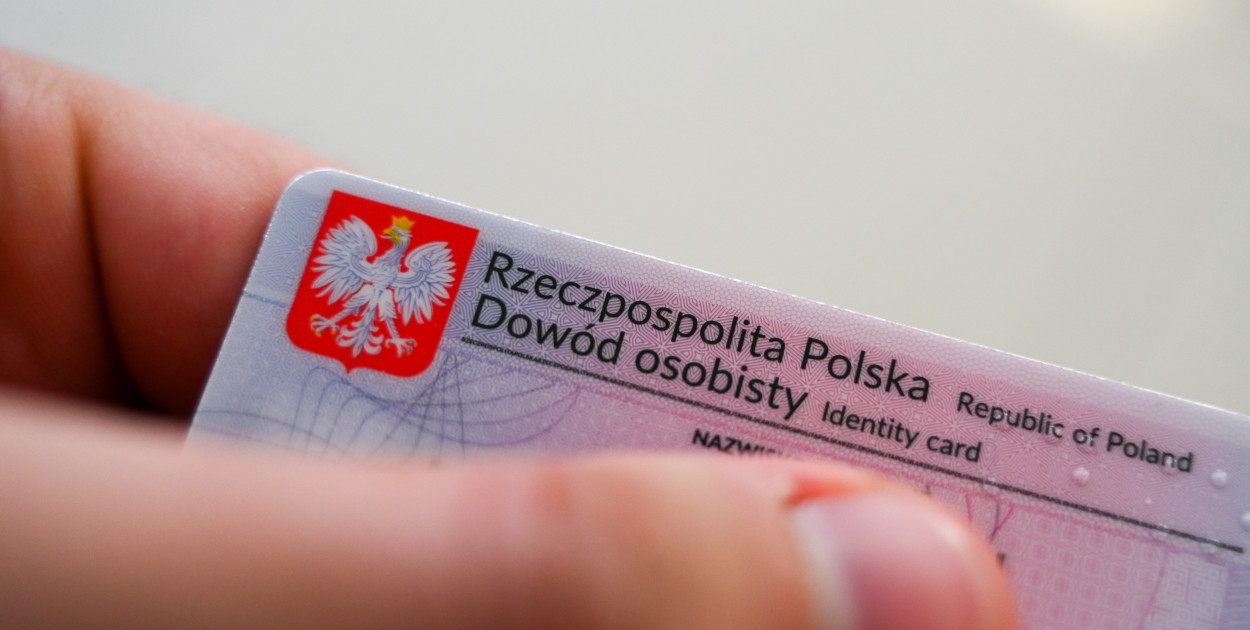 Rzeczpospolita Polska Republic of Poland
Dowód osobisty Identity card